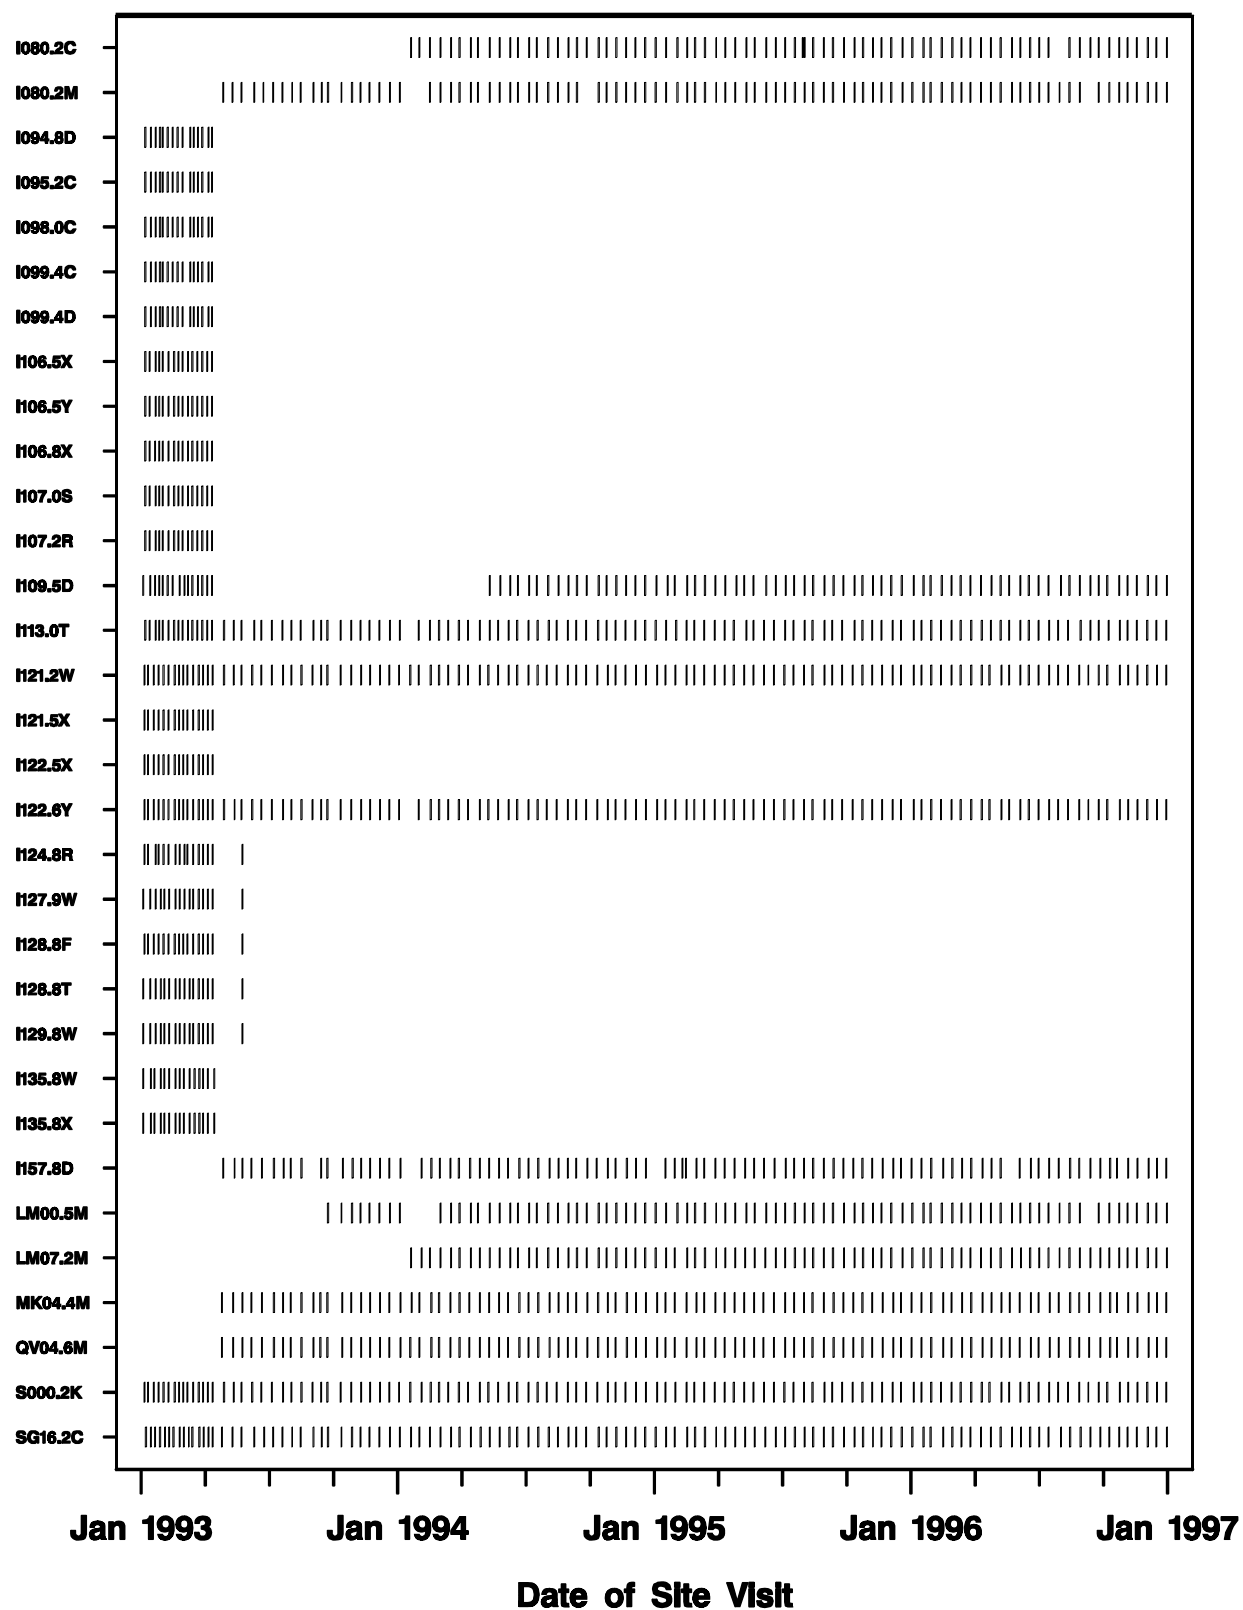 I080.2C
I080.2M
I094.8D
I095.2C
I098.0C
I099.4C
I099.4D
I106.5X
I106.5Y
I106.8X
I107.0S
I107.2R
I109.5D
I113.0T
I121.2W
I121.5X
I122.5X
I122.6Y
I124.8R
I127.9W
I128.8F
I128.8T
I129.8W
I135.8W
I135.8X
I157.8D
LM00.5M
LM07.2M
MK04.4M
QV04.6M
S000.2K
SG16.2C
Jan 1993 Jan 1994 Jan 1995 Jan 1996 Jan 1997
Date of Site Visit